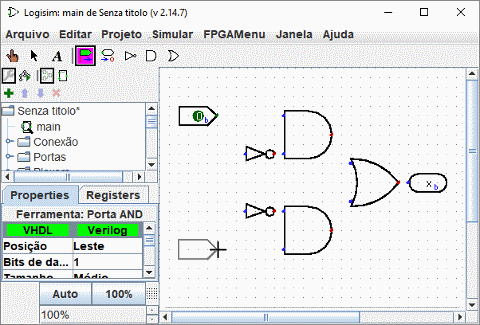 Logisim: main de Senza titolo (v 2.14.7)
Arquivo Editar Projeto Simular FPGAMenu Janela Ajuda
A
Senza titolo*
main
Conexão
Portas
Properties Registers
Ferramenta: Porta AND
VHDL Verilog
Posição Leste
Bits de da... 1
Tamanho Médio
Auto 100%
100%
0 b
x b